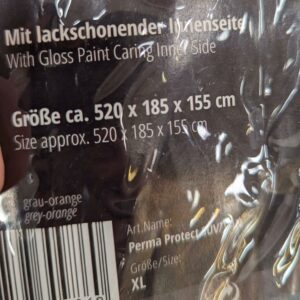 Mit lackschonender Innenseite
With Gloss Paint Caring Inner Side
Größe ca. 520 x 185 x 155 cm
Size approx. 520 x 185 x 155 cm
grau-orange
grey-orange
Art.Name:
Perma Protect SUV/
Größe/Size:
XL